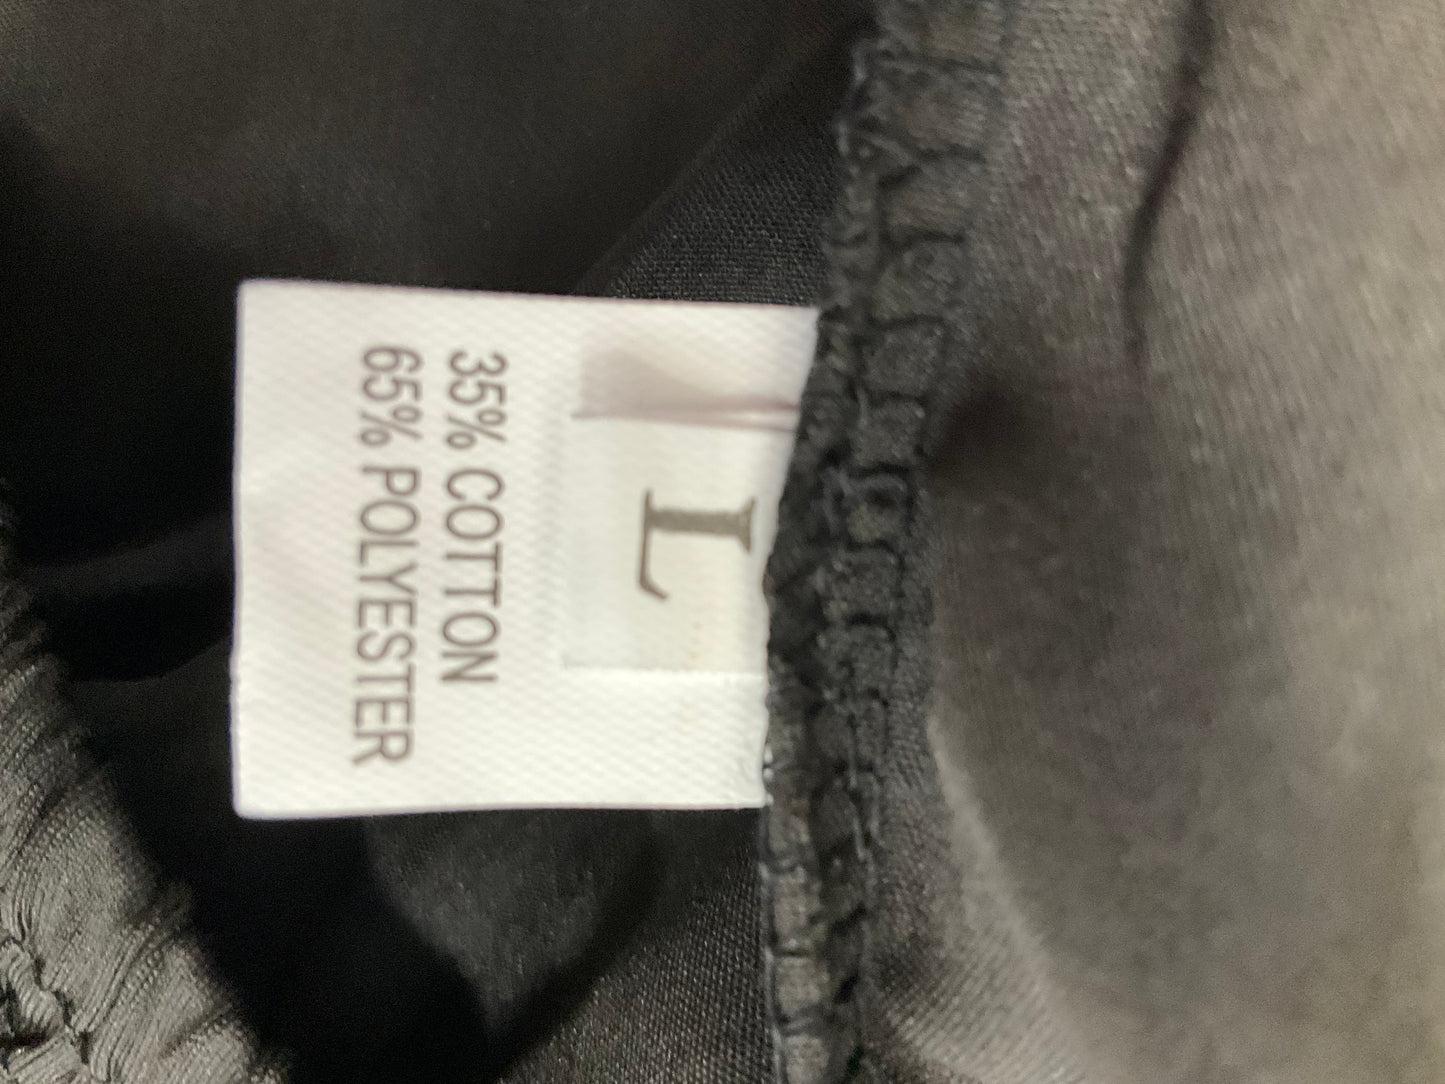 L
35% COTTON
65% POLYESTER